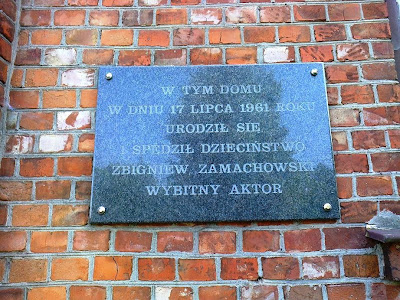 W TYM DOMU
W DNIU 17 LIPCA 1961 ROKU
URODZIŁ SIĘ
I SPĘDZIŁ DZIECIŃSTWO
ZBIGNIEW ZAMACHOWSKI
WYBITNY AKTOR